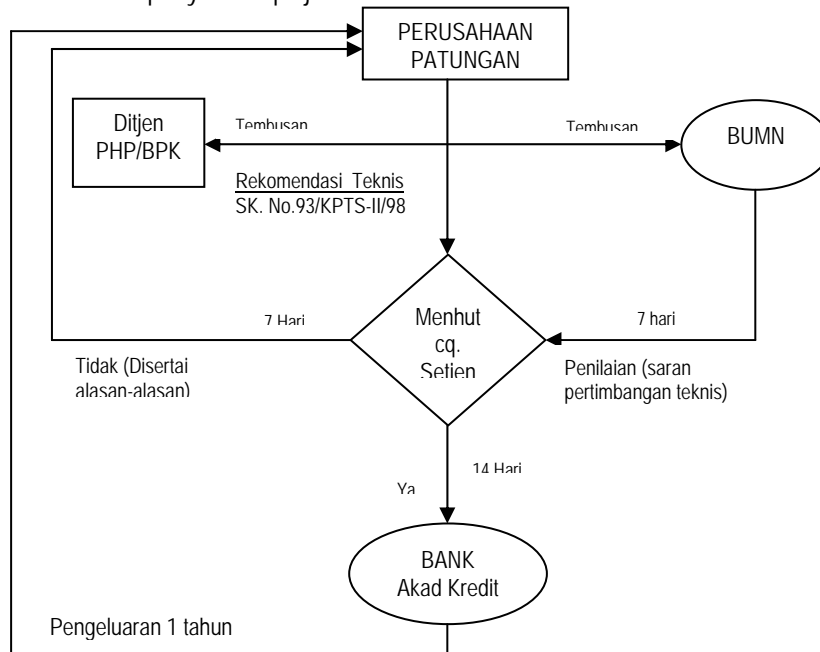 PERUSAHAAN
PATUNGAN
Ditjen
PHP/BPK
Tembusan
Tembusan
BUMN
Rekomendasi Teknis
SK. No.93/KPTS-II/98
7 Hari
Menhut
cq.
Setjen
7 hari
Tidak (Disertai
alasan-alasan)
Penilaian (saran
pertimbangan teknis)
14 Hari
Ya
BANK
Akad Kredit
Pengeluaran 1 tahun